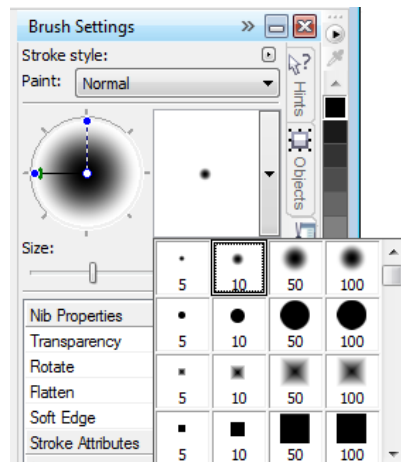 Brush Settings
Stroke style:
Paint: Normal
Hints
Objects
Size:
5 10 50 100
5 10 50 100
5 10 50 100
5 10 50 100
Nib Properties
Transparency
Rotate
Flatten
Soft Edge
Stroke Attributes